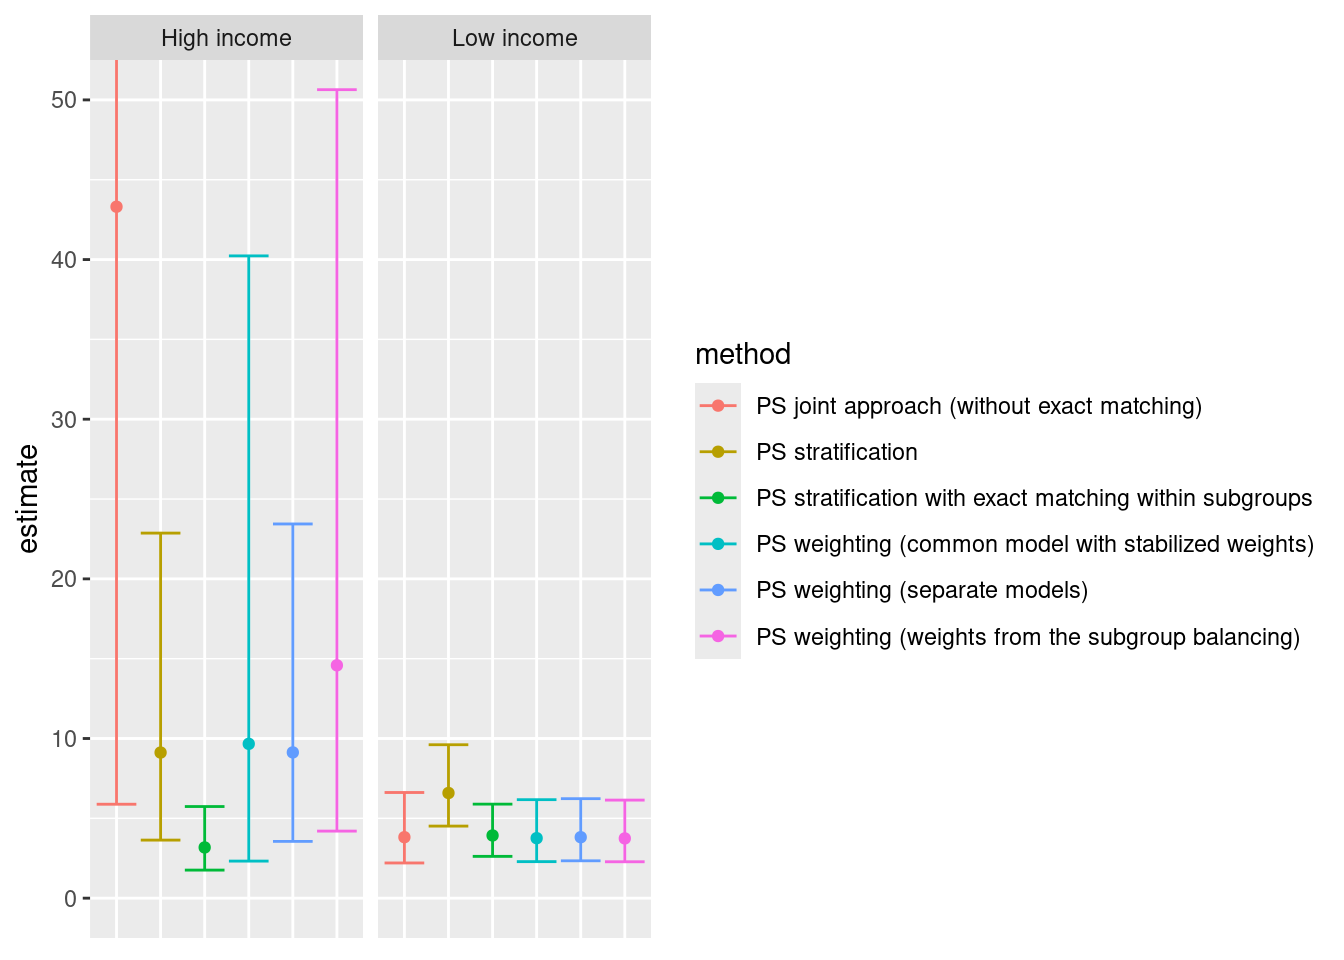 High income
Low income
50
40
30
20
10
0
estimate
method
PS joint approach (without exact matching)
PS stratification
PS stratification with exact matching within subgroups
PS weighting (common model with stabilized weights)
PS weighting (separate models)
PS weighting (weights from the subgroup balancing)